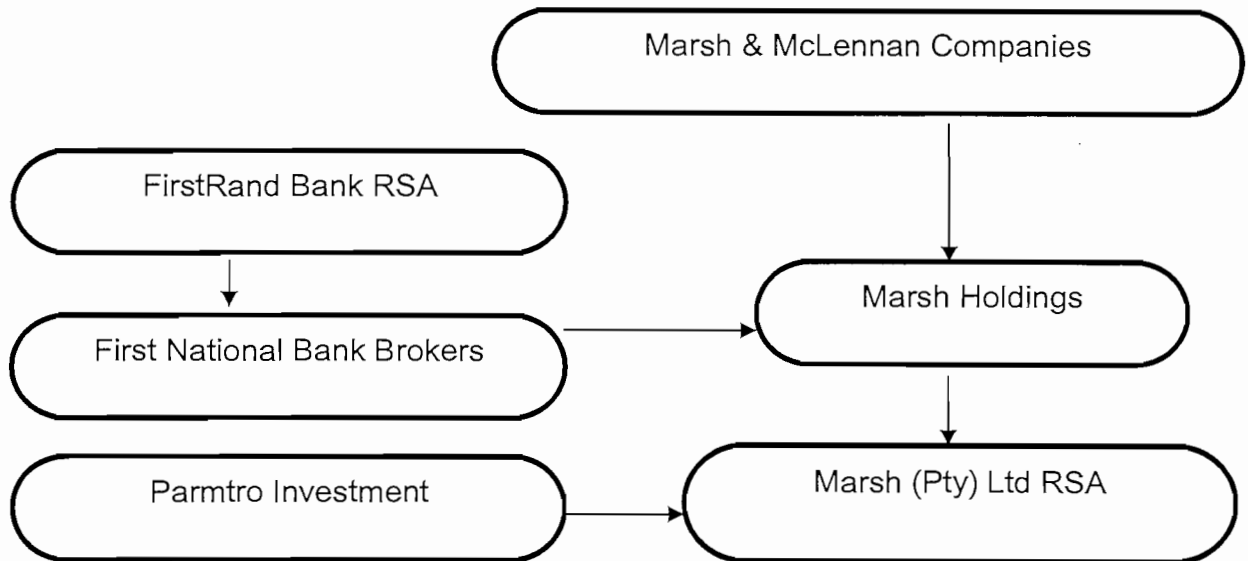 Marsh & McLennan Companies
FirstRand Bank RSA
Marsh Holdings
First National Bank Brokers
Parmtro Investment
Marsh (Pty) Ltd RSA